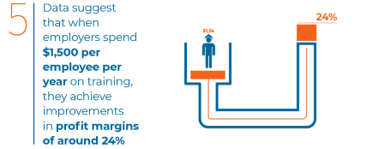 5
Data suggest
that when
employers spend
$1,500 per
employee per
year on training,
they achieve
improvements
in profit margins
of around 24%
$1,5k
24%